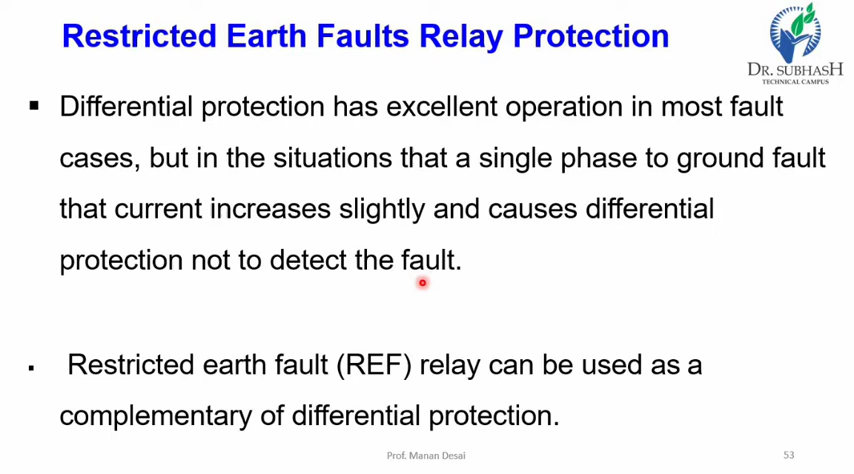 Restricted Earth Faults Relay Protection
DR. SUBHASH
TECHNICAL CAMPUS
▪ Differential protection has excellent operation in most fault
cases, but in the situations that a single phase to ground fault
that current increases slightly and causes differential
protection not to detect the fault.
▪ Restricted earth fault (REF) relay can be used as a
complementary of differential protection.
Prof. Manan Desai
53